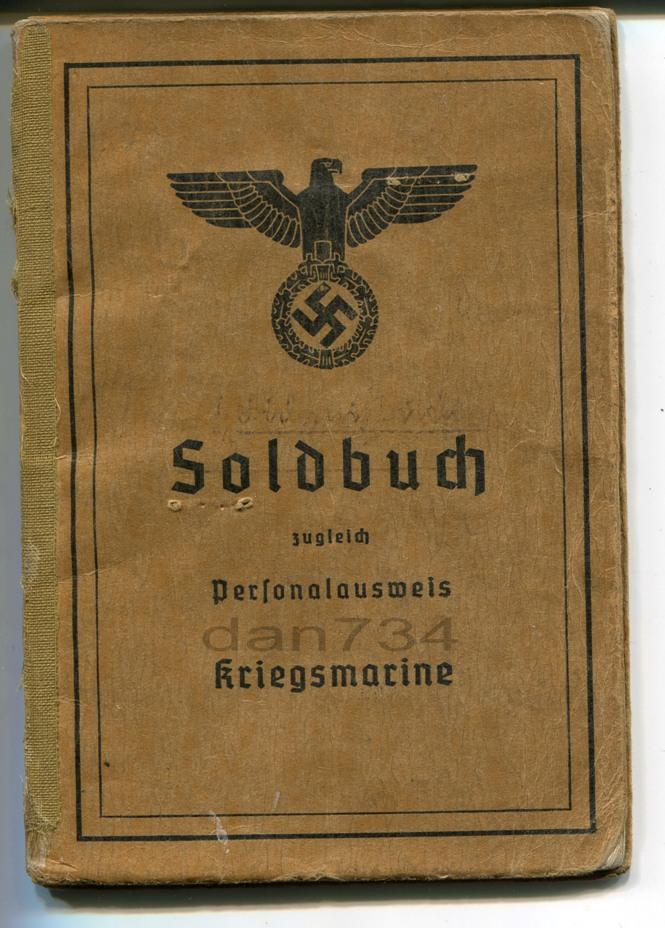 Soldbuch
zugleich
Personalausweis
dan734
Kriegsmarine